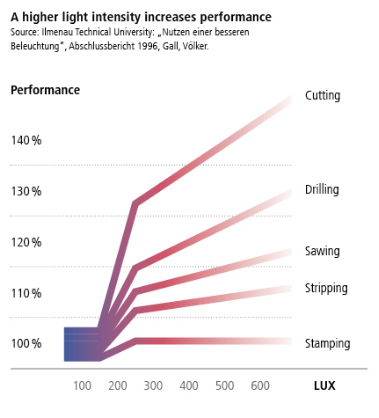 A higher light intensity increases performance
Source: Ilmenau Technical University: „Nutzen einer besseren
Beleuchtung“, Abschlussbericht 1996, Gall, Völker.
Performance
Cutting
140 %
130 %
Drilling
120 %
Sawing
110 %
Stripping
100 %
Stamping
100 200 300 400 500 600 LUX